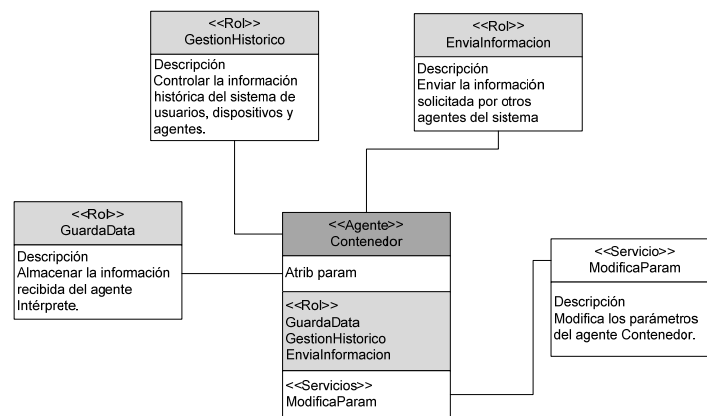 <<Rol>>
GestionHistorico
Descripción
Controlar la información
histórica del sistema de
usuarios, dispositivos y
agentes.
<<Rol>>
EnviaInformacion
Descripción
Enviar la información
solicitada por otros
agentes del sistema
<<Rol>>
GuardaData
Descripción
Almacenar la información
recibida del agente
Intérprete.
<<Agente>>
Contenedor
Atrib param
<<Rol>>
GuardaData
GestionHistorico
EnviaInformacion
<<Servicios>>
ModificaParam
<<Servicio>>
ModificaParam
Descripción
Modifica los parámetros
del agente Contenedor.